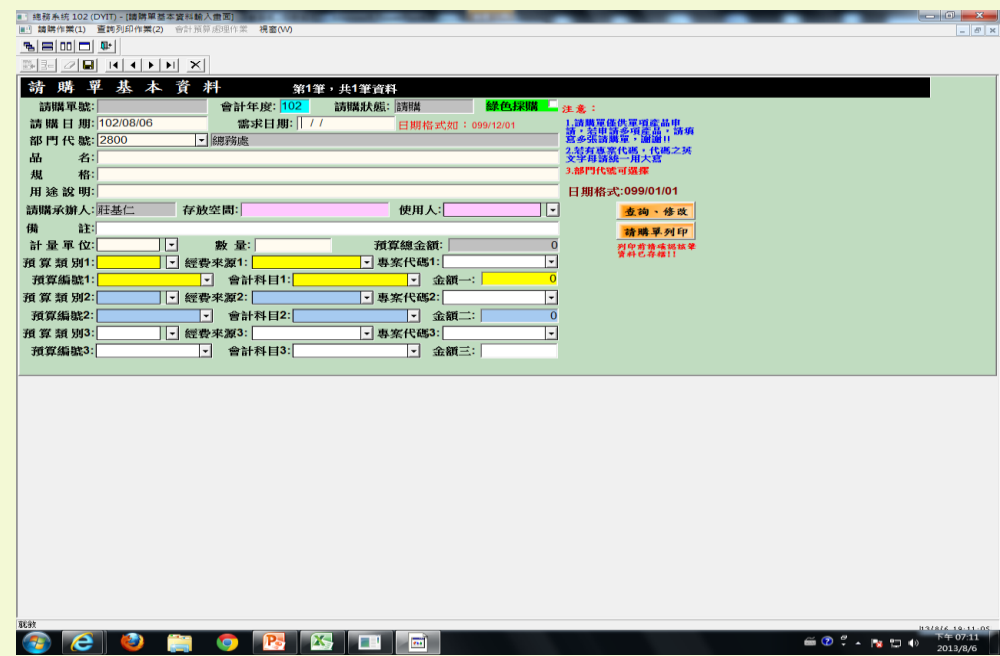 總務系統 102 (DYIT) - [請購單基本資料輸入畫面]
請購作業(1) 查詢列印作業(2) 會計預算處理作業 視窗(W)
請 購 單 基 本 資 料 第1筆，共1筆資料
請購單號: 會計年度: 102 請購狀態: 請購 綠色採購
請 購 日 期: 102/08/06 需求日期: / / 日期格式如：099/12/01
部 門 代 號: 2800 總務處
品 名:
規 格:
用 途 說 明:
請購承辦人: 莊基仁 存放空間: 使用人:
備 註:
計 量 單 位: 數 量: 預算總金額: 0
預 算 類 別1: 經費來源1: 專案代碼1:
預算編號1: 會計科目1: 金額一: 0
預 算 類 別2: 經費來源2: 專案代碼2:
預算編號2: 會計科目2: 金額二: 0
預 算 類 別3: 經費來源3: 專案代碼3:
預算編號3: 會計科目3: 金額三:
注意：
1.請購單僅供單項產品申
請，若申請多項產品，請填
寫多張請購單，謝謝!!
2.若有專案代碼，代碼之英
文字母請統一用大寫
3.部門代號可選擇
日期格式:099/01/01
查詢、修改
請購單列印
列印前請確認該筆
資料已存檔!!
就緒
13/8/6 19:11:05
下午 07:11
2013/8/6